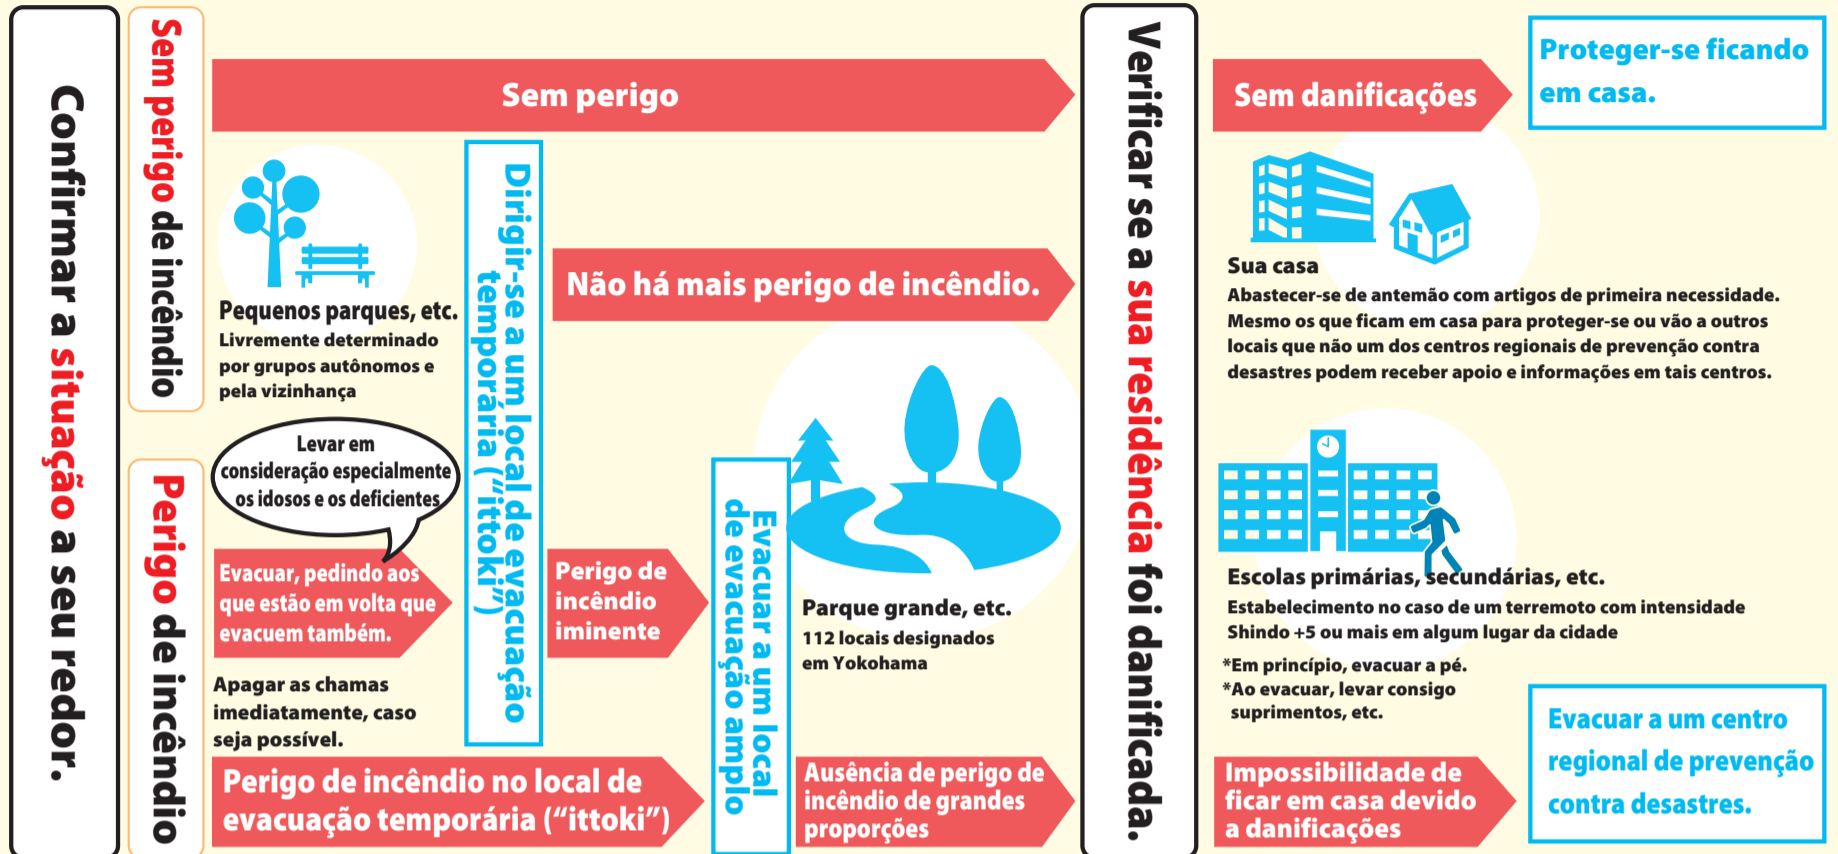 Confirmar a situação a seu redor.
Sem perigo de incêndio
Sem perigo
Pequenos parques, etc.
Livremente determinado
por grupos autônomos e
pela vizinhança
Perigo de incêndio
Levar em
consideração especialmente
os idosos e os deficientes
Evacuar, pedindo aos
que estão em volta que
evacuem também.
Apagar as chamas
imediatamente, caso
seja possível.
Perigo de incêndio no local de
evacuação temporária (“ittoki”)
Dirigir-se a um local de evacuação
temporária (“ittoki”)
Não há mais perigo de incêndio.
Perigo de
incêndio
iminente
Evacuar a um local
de evacuação amplo
Parque grande, etc.
112 locais designados
em Yokohama
Ausência de perigo de
incêndio de grandes
proporções
Verificar se a sua residência foi danificada.
Sem danificações
Proteger-se ficando
em casa.
Sua casa
Abastecer-se de antemão com artigos de primeira necessidade.
Mesmo os que ficam em casa para proteger-se ou vão a outros
locais que não um dos centros regionais de prevenção contra
desastres podem receber apoio e informações em tais centros.
Escolas primárias, secundárias, etc.
Estabelecimento no caso de um terremoto com intensidade
Shindo +5 ou mais em algum lugar da cidade
*Em princípio, evacuar a pé.
*Ao evacuar, levar consigo
suprimentos, etc.
Impossibilidade de
ficar em casa devido
a danificações
Evacuar a um centro
regional de prevenção
contra desastres.